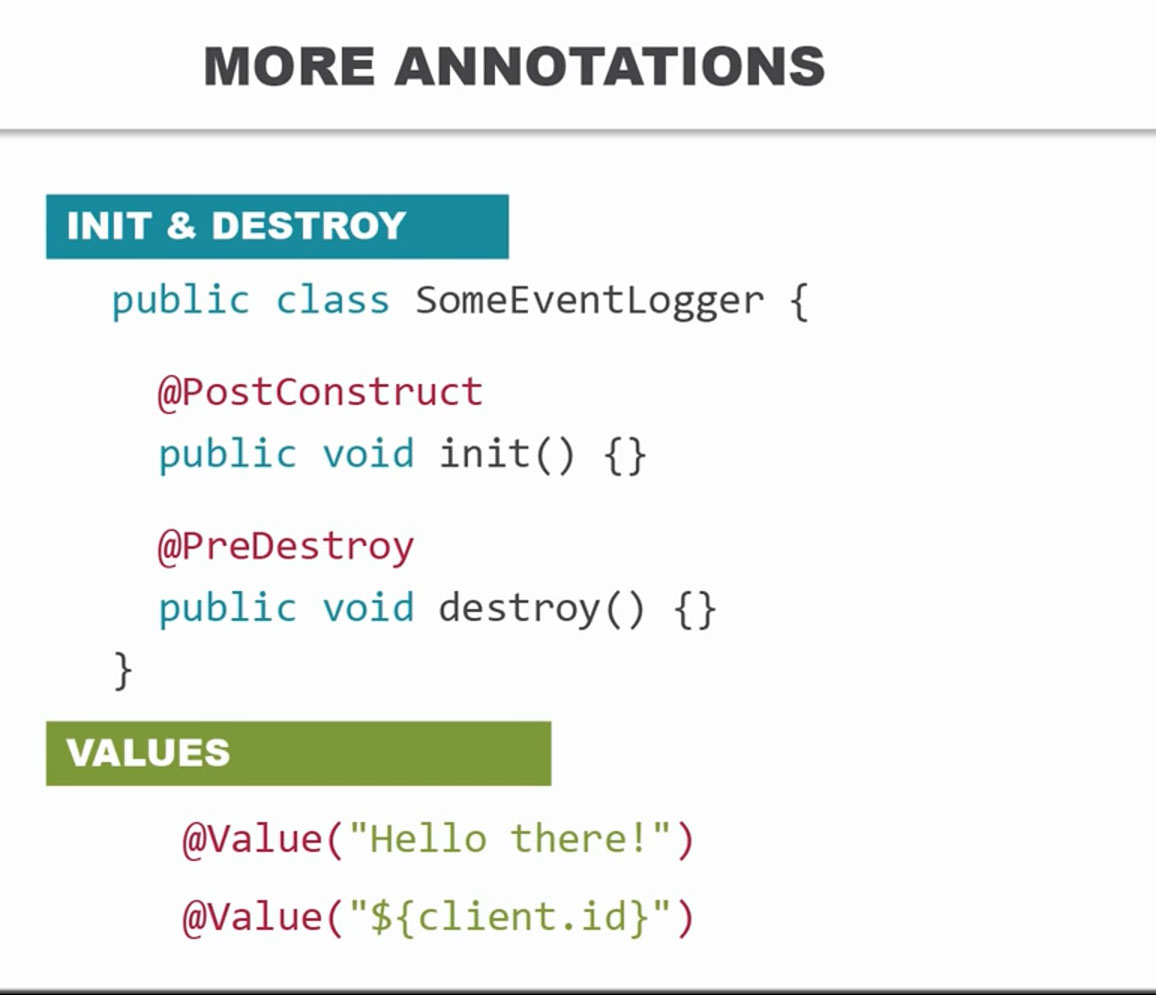 MORE ANNOTATIONS
INIT & DESTROY
public class SomeEventLogger {
@PostConstruct
public void init() {}
@PreDestroy
public void destroy() {}
}
VALUES
@Value("Hello there!")
@Value("${client.id}")